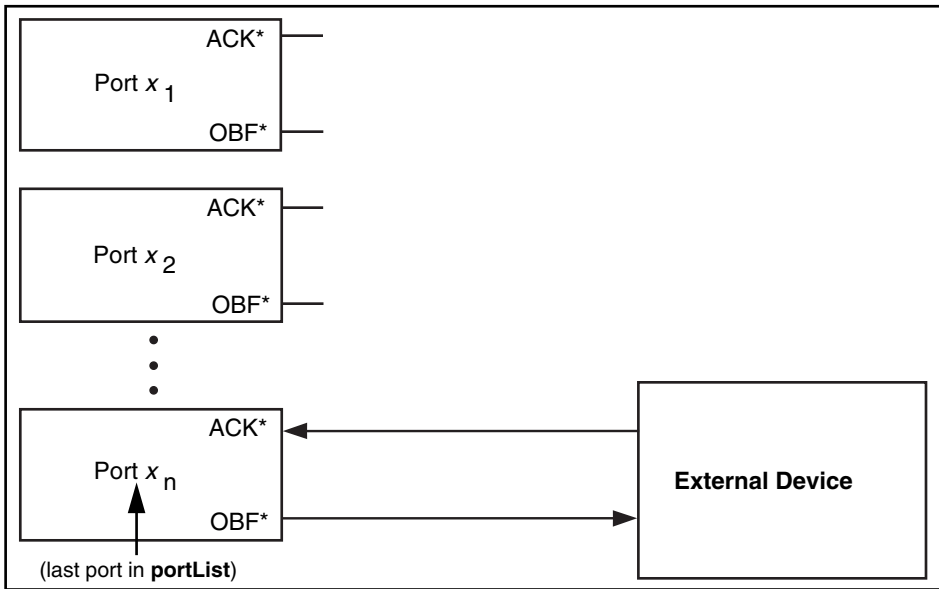 ACK*
Port x 1
OBF*
ACK*
Port x 2
OBF*
ACK*
Port x n
OBF*
(last port in portList)
External Device